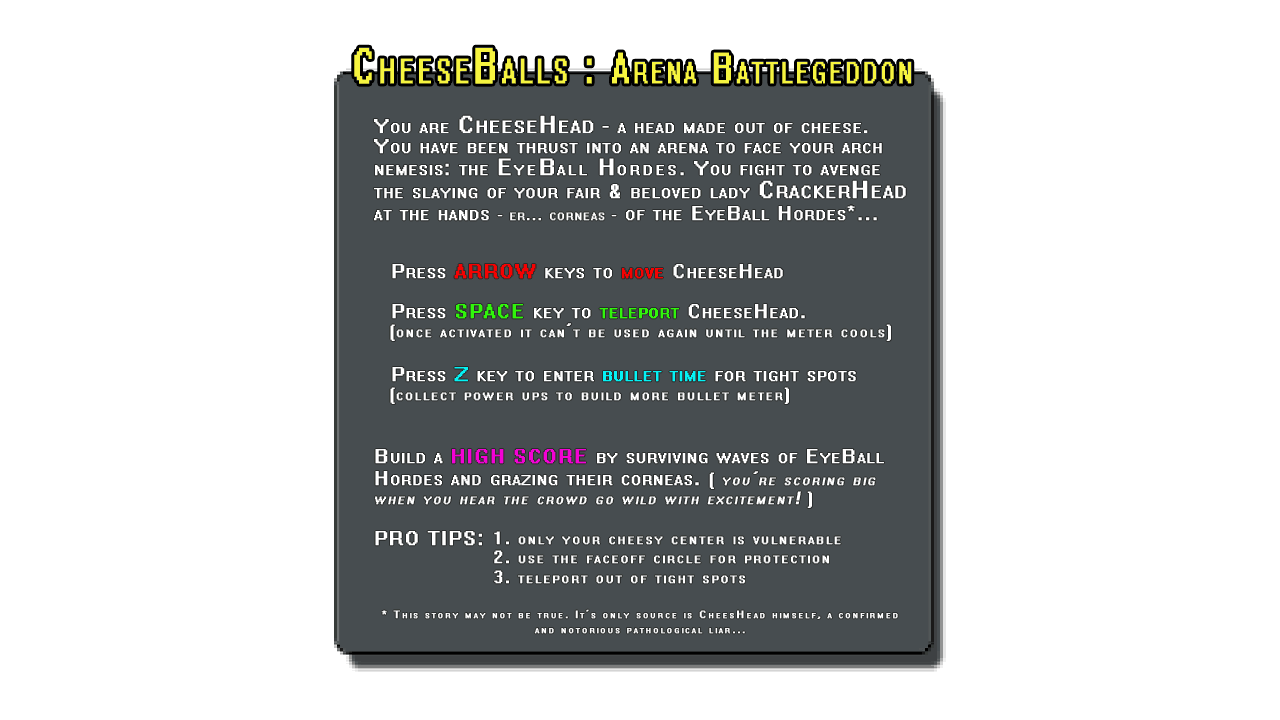 CheeseBalls : Arena Battlegeddon
You are CheeseHead - a head made out of cheese.
You have been thrust into an arena to face your arch
nemesis: the EyeBall Hordes. You fight to avenge
the slaying of your fair & beloved lady CrackerHead
at the hands - er... corneas - of the EyeBall Hordes*...
Press ARROW keys to move CheeseHead
Press SPACE key to teleport CheeseHead.
(once activated it can't be used again until the meter cools)
Press Z key to enter bullet time for tight spots
(collect power ups to build more bullet meter)
Build a HIGH SCORE by surviving waves of EyeBall
Hordes and grazing their corneas. ( you're scoring big
when you hear the crowd go wild with excitement! )
PRO TIPS: 1. only your cheesy center is vulnerable
2. use the faceoff circle for protection
3. teleport out of tight spots
* This story may not be true. It's only source is CheesHead himself, a confirmed
and notorious pathological liar...